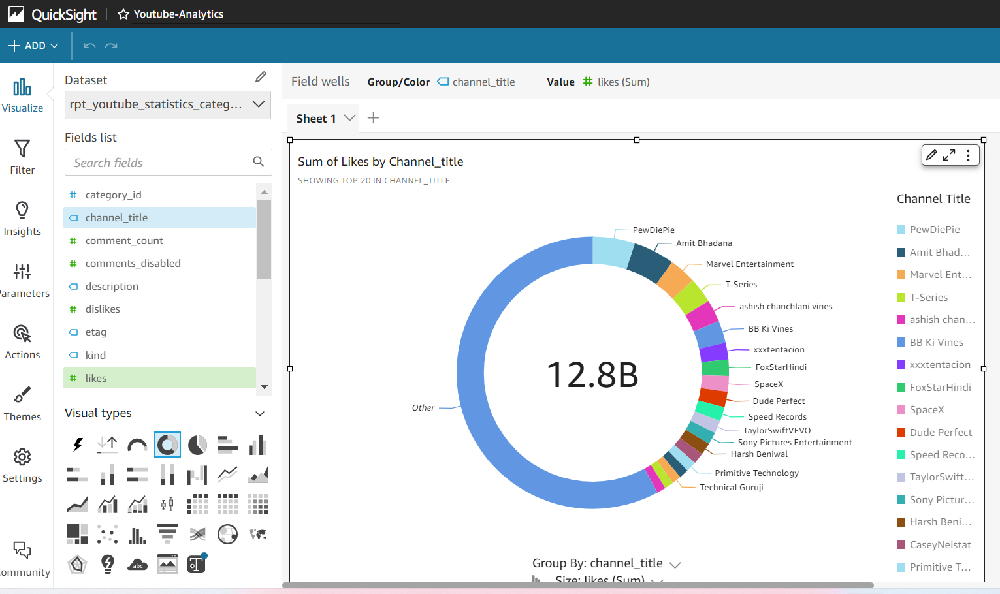 QuickSight
Youtube-Analytics
ADD
Visualize
Filter
Insights
Parameters
Actions
Themes
Settings
ommunity
Dataset
rpt_youtube_statistics_categ...
Fields list
Search fields
category_id
channel_title
comment_count
comments_disabled
description
dislikes
etag
kind
likes
Visual types
abc
Field wells Group/Color channel_title Value likes (Sum)
Sheet 1
Sum of Likes by Channel_title
SHOWING TOP 20 IN CHANNEL_TITLE
PewDiePie
Amit Bhadana
Marvel Entertainment
T-Series
ashish chanchlani vines
BB Ki Vines
xxxtentacion
FoxStarHindi
SpaceX
Dude Perfect
Speed Records
TaylorSwiftVEVO
Sony Pictures Entertainment
Harsh Beniwal
Primitive Technology
Technical Guruji
Other
12.8B
Group By: channel_title
Size: likes (Sum)
Channel Title
PewDiePie
Amit Bhad...
Marvel Ent...
T-Series
ashish chan...
BB Ki Vines
xxxtentacion
FoxStarHindi
SpaceX
Dude Perfect
Speed Reco...
TaylorSwift...
Sony Pictur...
Harsh Beni...
CaseyNeistat
Primitive T...